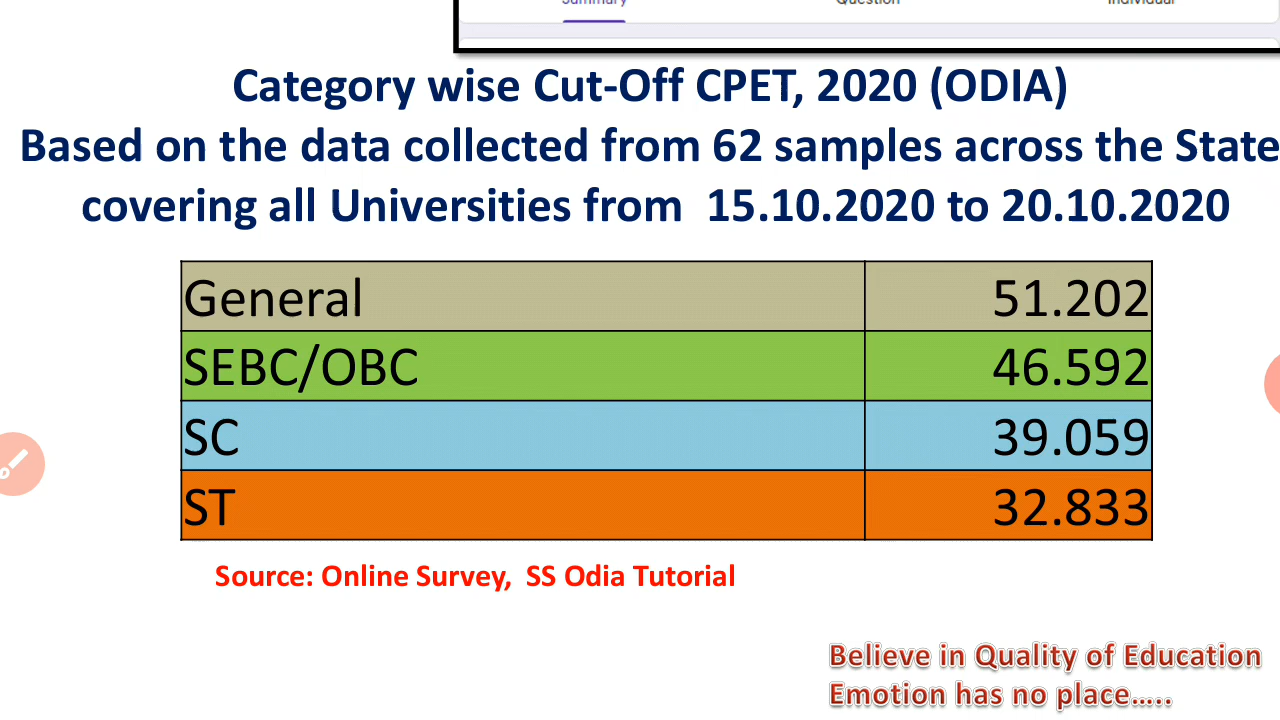 Summary Question Individual
Category wise Cut-Off CPET, 2020 (ODIA)
Based on the data collected from 62 samples across the State
covering all Universities from 15.10.2020 to 20.10.2020
General 51.202
SEBC/OBC 46.592
SC 39.059
ST 32.833
Source: Online Survey, SS Odia Tutorial
Believe in Quality of Education
Emotion has no place.....